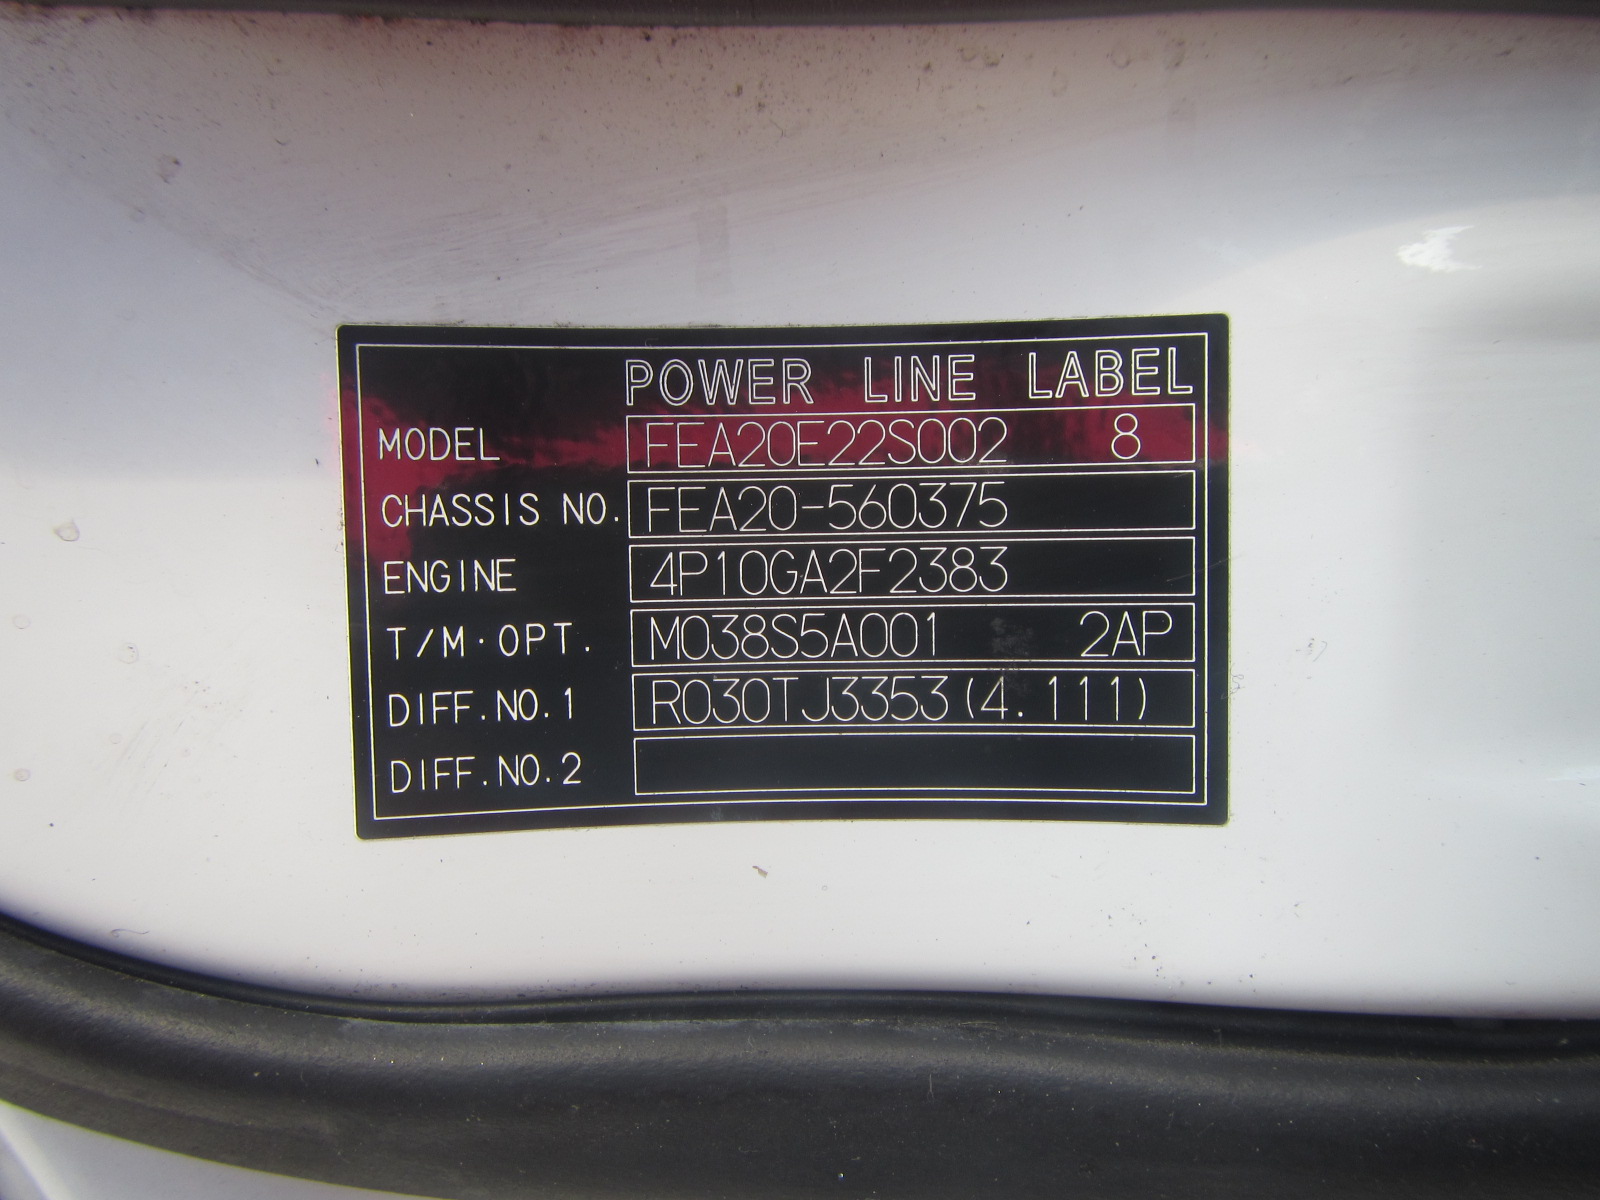 POWER LINE LABEL
MODEL FEA20E22S002 8
CHASSIS NO. FEA20-560375
ENGINE 4P10GA2F2383
T/M·OPT. M038S5A001 2AP
DIFF.NO.1 R030TJ3353(4.111)
DIFF.NO.2